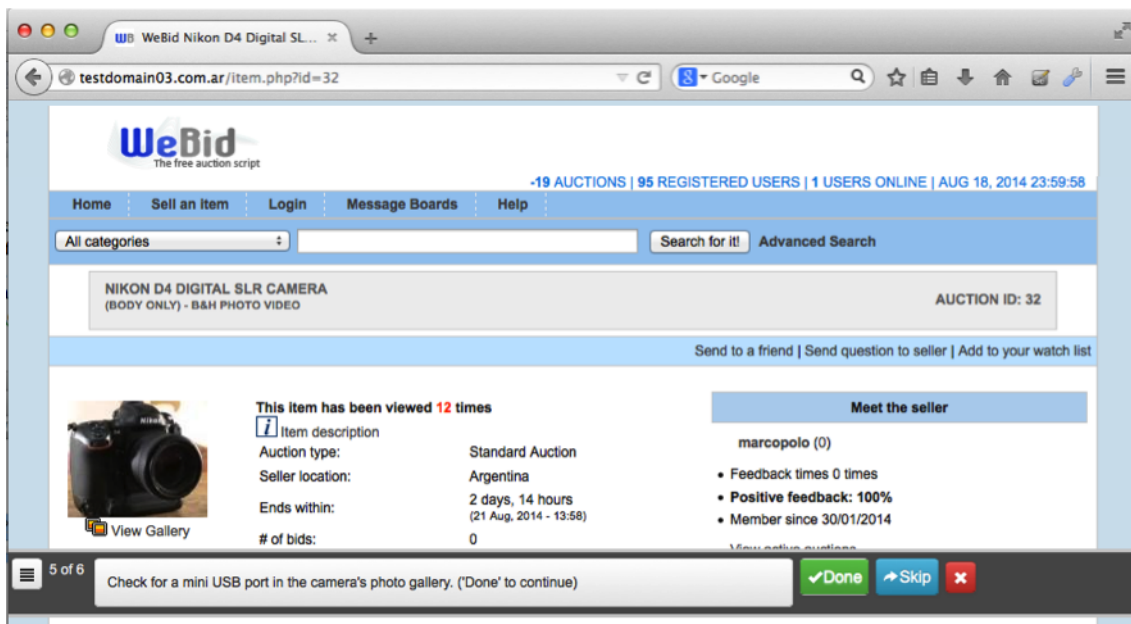 WB WeBid Nikon D4 Digital SL... × +
testdomain03.com.ar/item.php?id=32
8 Google
WeBid
The free auction script
-19 AUCTIONS | 95 REGISTERED USERS | 1 USERS ONLINE | AUG 18, 2014 23:59:58
Home Sell an item Login Message Boards Help
All categories Search for it! Advanced Search
NIKON D4 DIGITAL SLR CAMERA
(BODY ONLY) - B&H PHOTO VIDEO
AUCTION ID: 32
Send to a friend | Send question to seller | Add to your watch list
Nikon
View Gallery
This item has been viewed 12 times
i Item description
Auction type: Standard Auction
Seller location: Argentina
Ends within: 2 days, 14 hours
(21 Aug, 2014 - 13:58)
# of bids: 0
Meet the seller
marcopolo (0)
• Feedback times 0 times
• Positive feedback: 100%
• Member since 30/01/2014
View active auctions
5 of 6
Check for a mini USB port in the camera's photo gallery. ('Done' to continue)
Done Skip